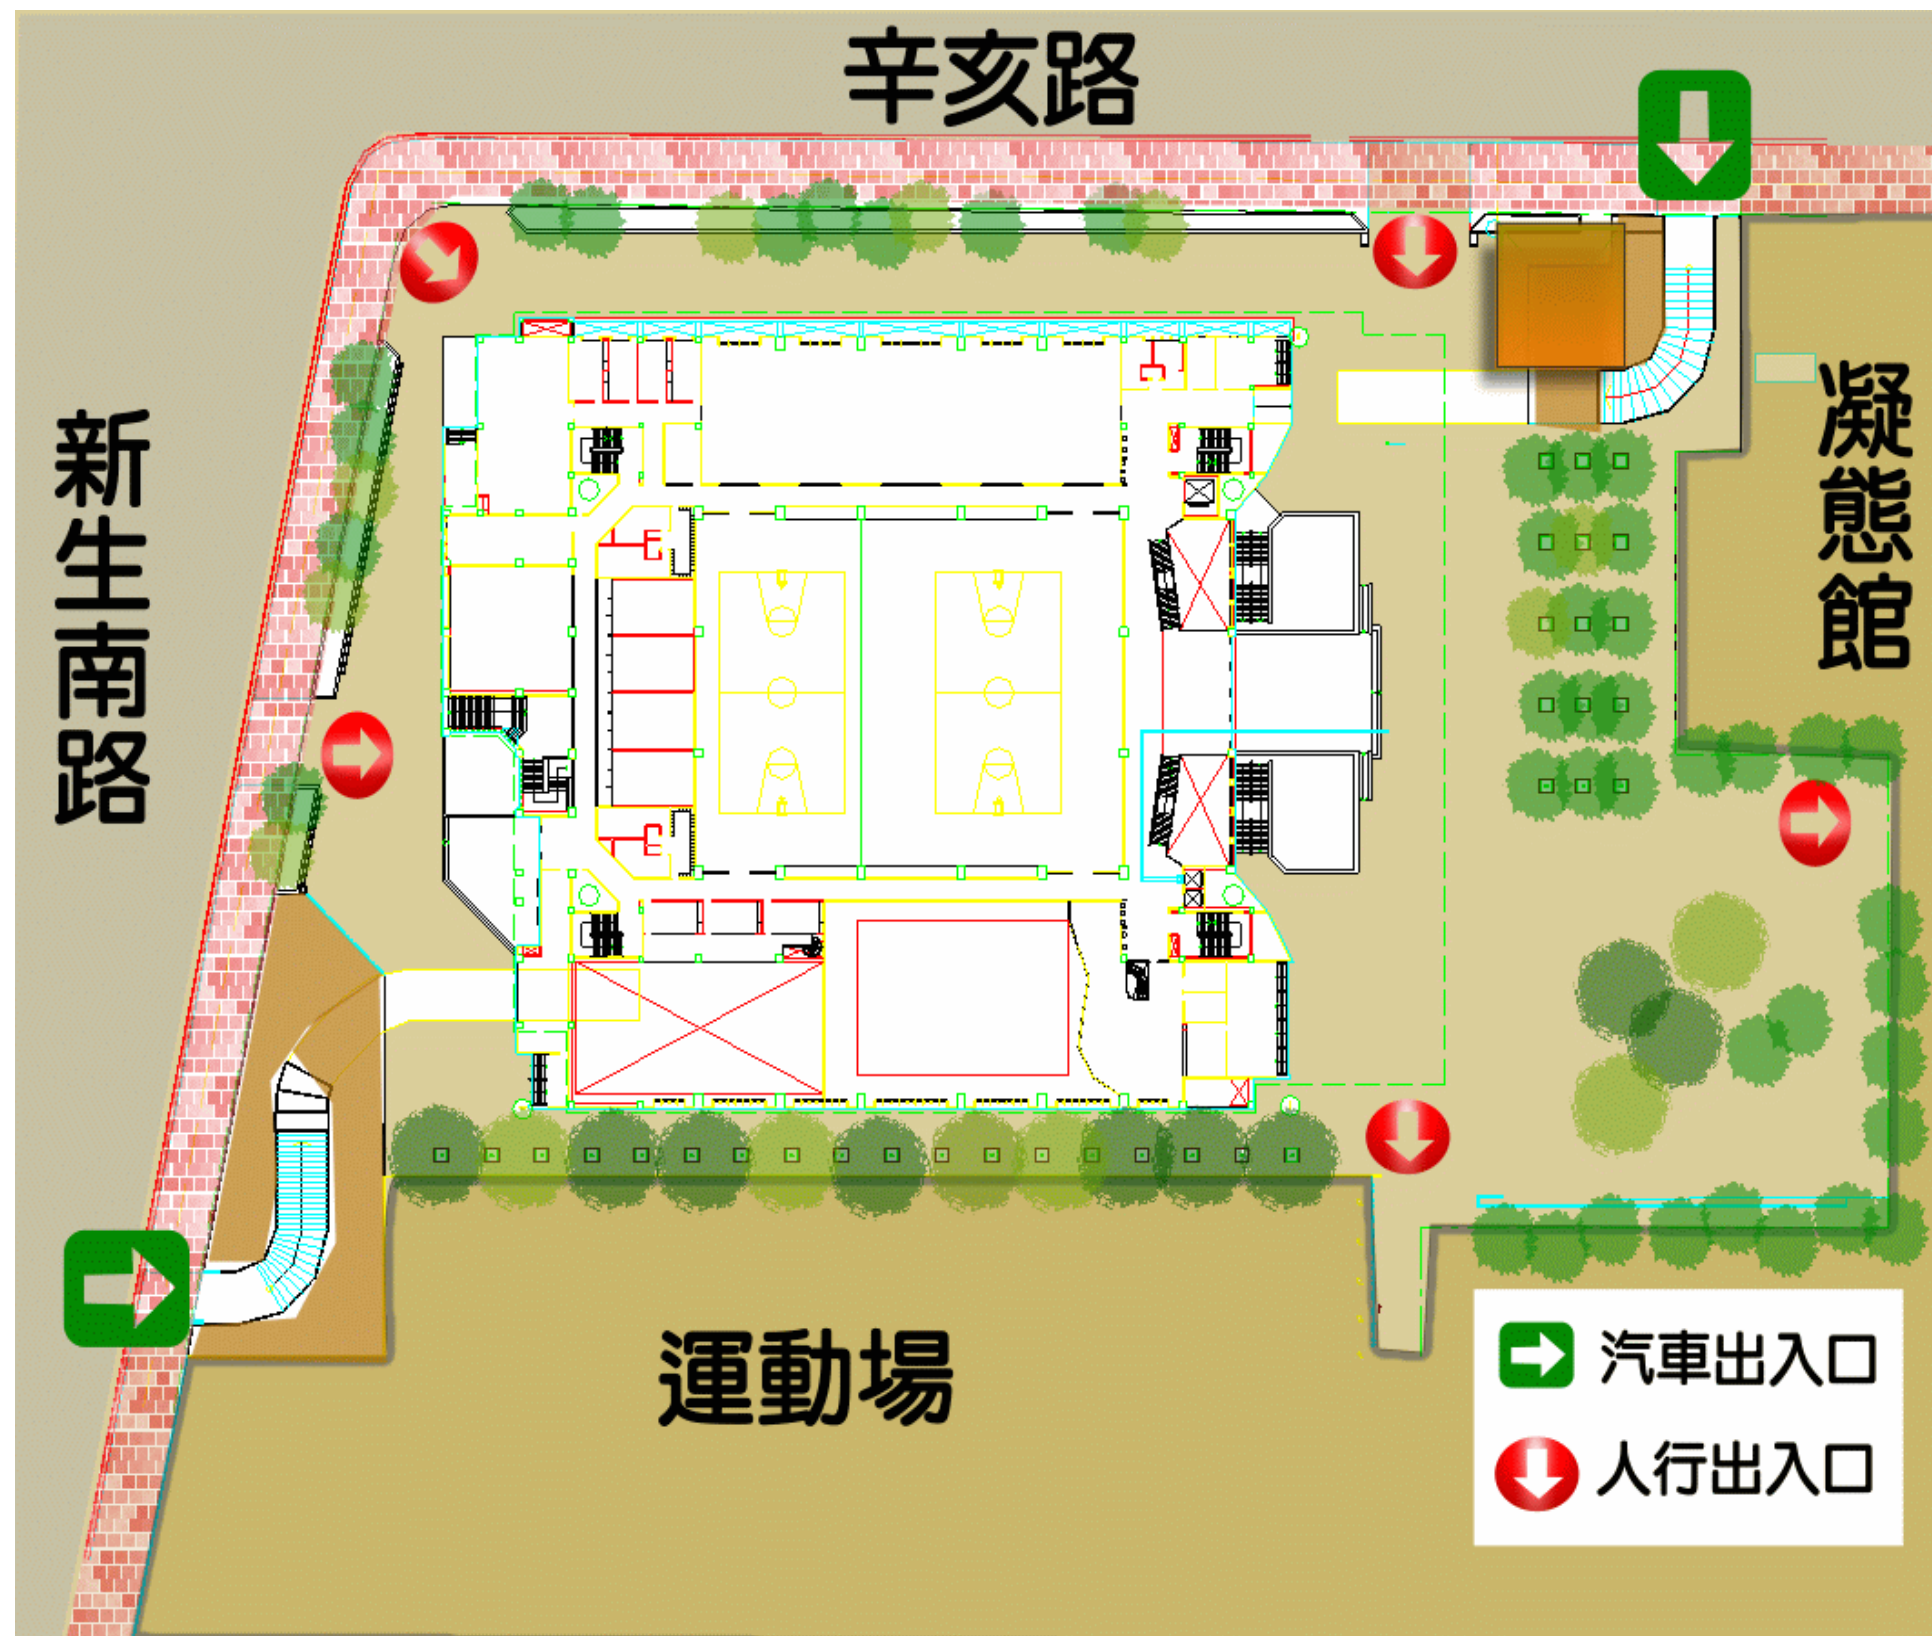 辛亥路
新生南路
凝態館
運動場
汽車出入口
人行出入口